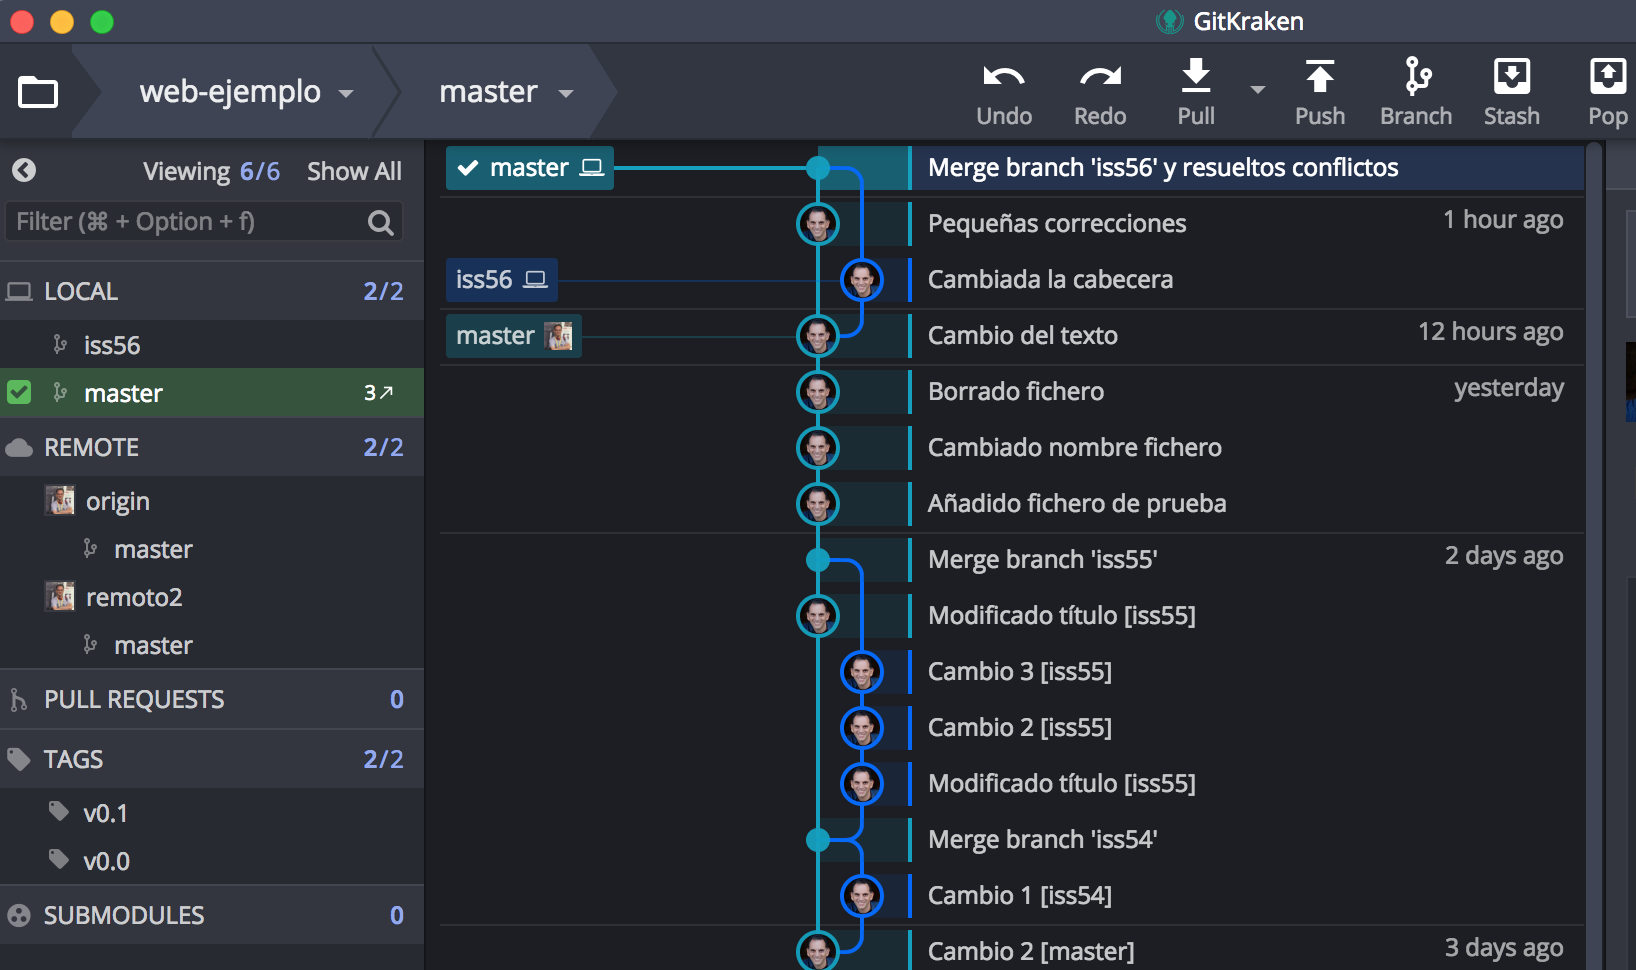 GitKraken
web-ejemplo
master
Undo
Redo
Pull
Push
Branch
Stash
Pop
Viewing 6/6 Show All
Filter (⌘ + Option + f)
LOCAL 2/2
iss56
master 3↗
REMOTE 2/2
origin
master
remoto2
master
PULL REQUESTS 0
TAGS 2/2
v0.1
v0.0
SUBMODULES 0
master Merge branch 'iss56' y resueltos conflictos
Pequeñas correcciones 1 hour ago
iss56 Cambiada la cabecera
master Cambio del texto 12 hours ago
Borrado fichero yesterday
Cambiado nombre fichero
Añadido fichero de prueba
Merge branch 'iss55' 2 days ago
Modificado título [iss55]
Cambio 3 [iss55]
Cambio 2 [iss55]
Modificado título [iss55]
Merge branch 'iss54'
Cambio 1 [iss54]
Cambio 2 [master] 3 days ago